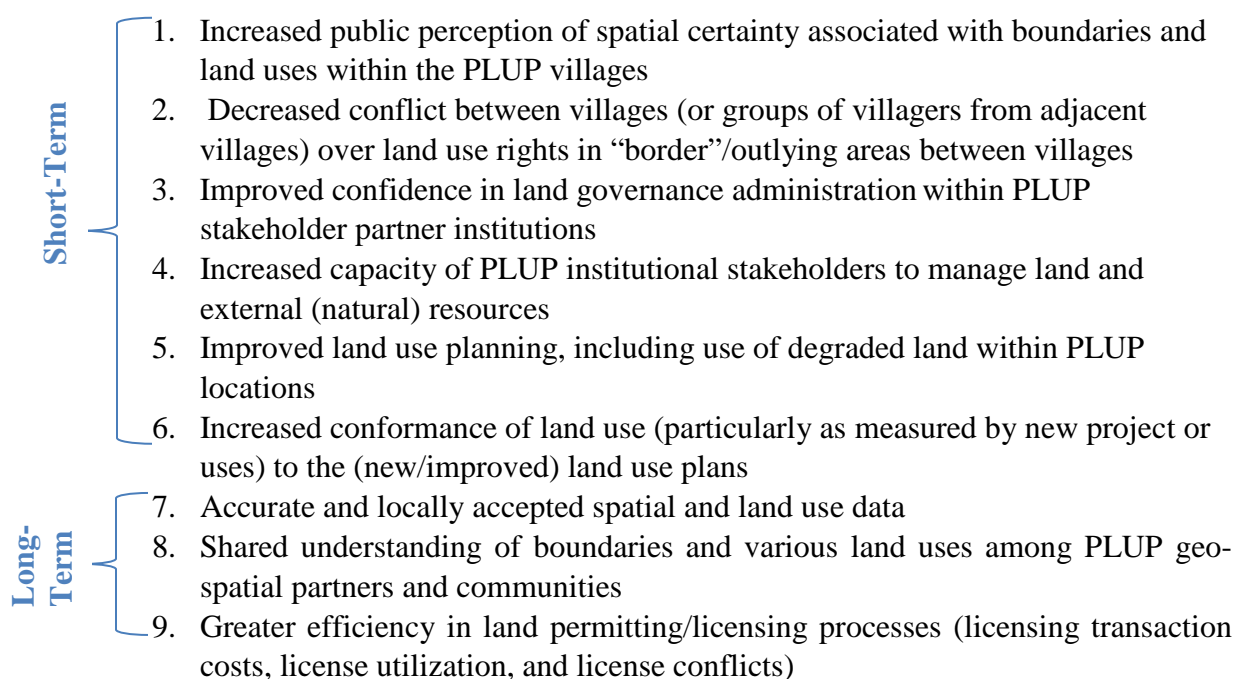 Short-Term
1. Increased public perception of spatial certainty associated with boundaries and
land uses within the PLUP villages
2. Decreased conflict between villages (or groups of villagers from adjacent
villages) over land use rights in “border”/outlying areas between villages
3. Improved confidence in land governance administration within PLUP
stakeholder partner institutions
4. Increased capacity of PLUP institutional stakeholders to manage land and
external (natural) resources
5. Improved land use planning, including use of degraded land within PLUP
locations
6. Increased conformance of land use (particularly as measured by new project or
uses) to the (new/improved) land use plans
Long-
Term
7. Accurate and locally accepted spatial and land use data
8. Shared understanding of boundaries and various land uses among PLUP geo-
spatial partners and communities
9. Greater efficiency in land permitting/licensing processes (licensing transaction
costs, license utilization, and license conflicts)